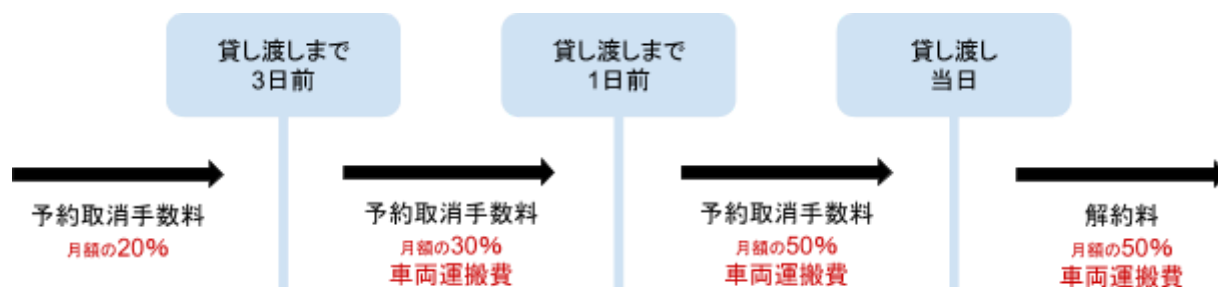 貸し渡しまで
3日前
貸し渡しまで
1日前
貸し渡し
当日
予約取消手数料
月額の20%
予約取消手数料
月額の30%
車両運搬費
予約取消手数料
月額の50%
車両運搬費
解約料
月額の50%
車両運搬費